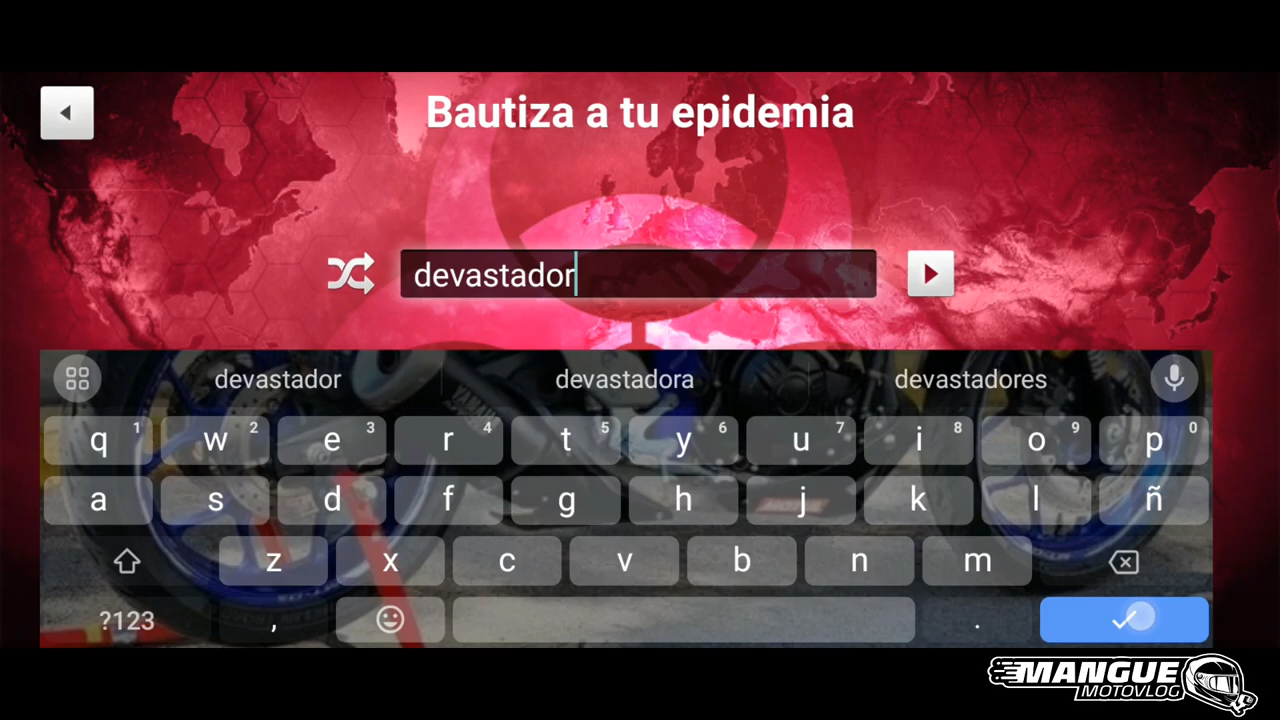 Bautiza a tu epidemia
devastador
devastador devastadora devastadores
q 1 w 2 e 3 r 4 t 5 y 6 u 7 i 8 o 9 p 0
a s d f g h j k l ñ
z x c v b n m
?123 , .
MANGUE
MOTOVLOG